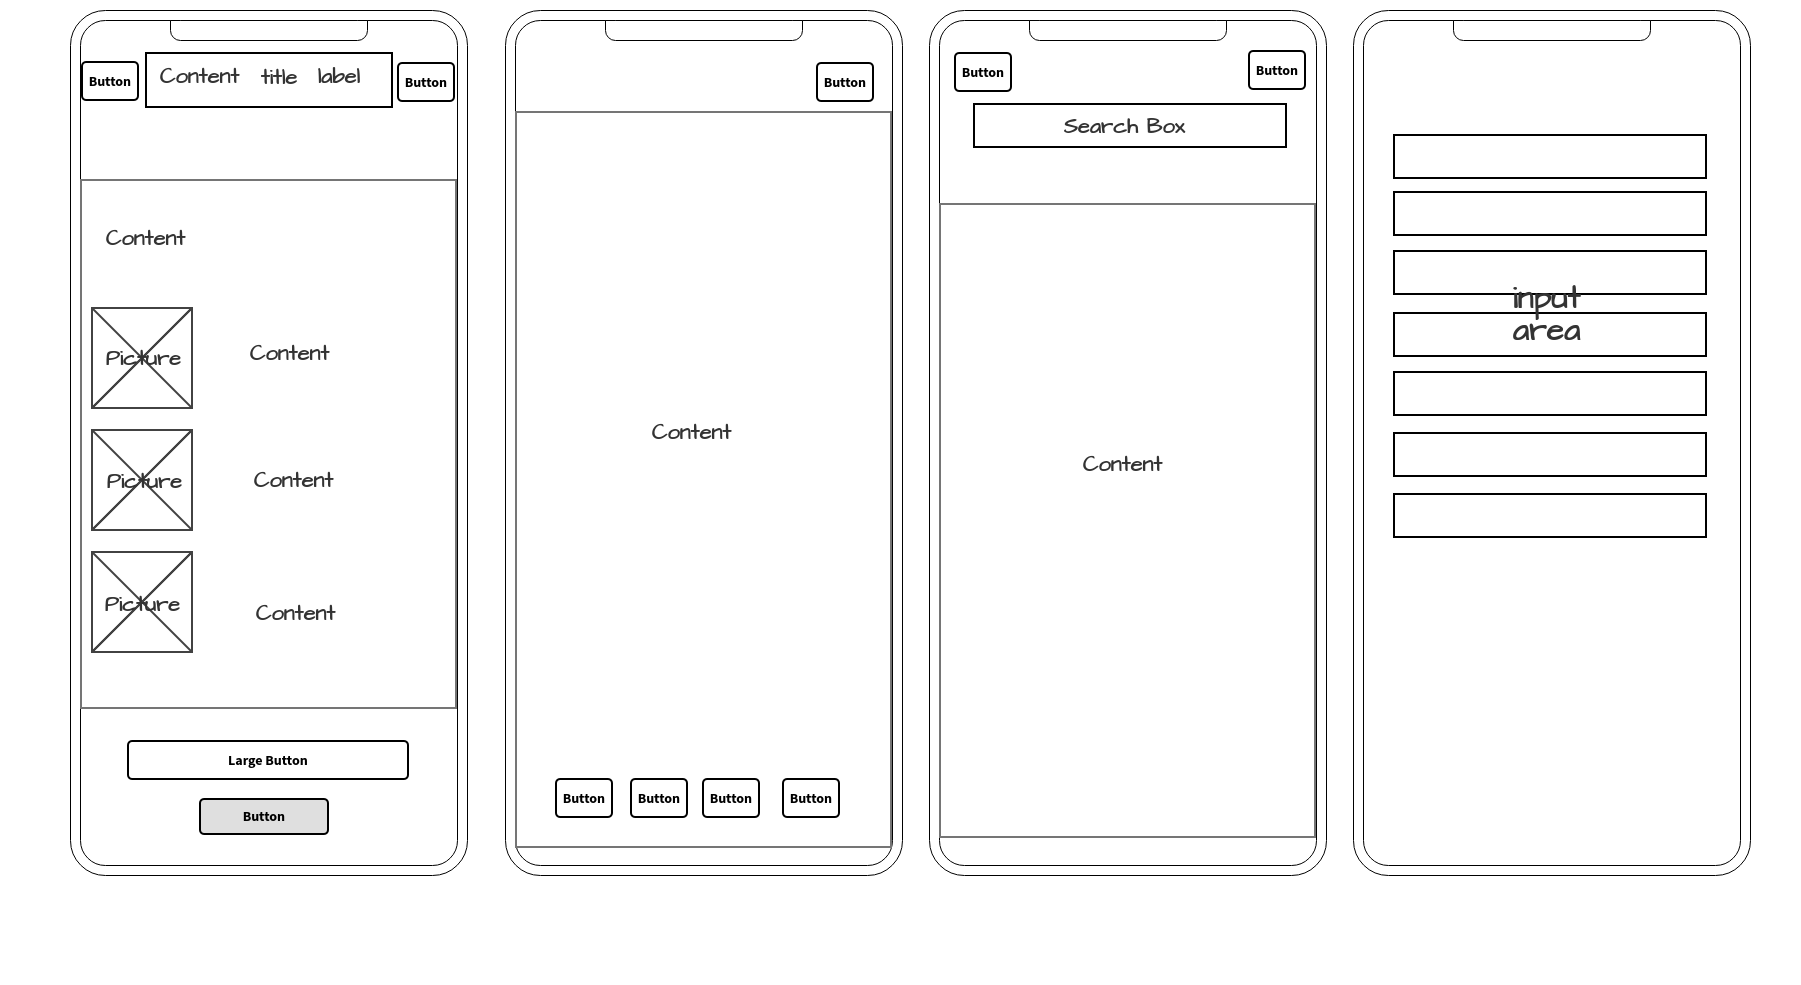 Button Content title label Button
Content
Picture Content
Picture Content
Picture Content
Large Button
Button
Button
Content
Button Button Button Button
Button Button
Search Box
Content
input
area